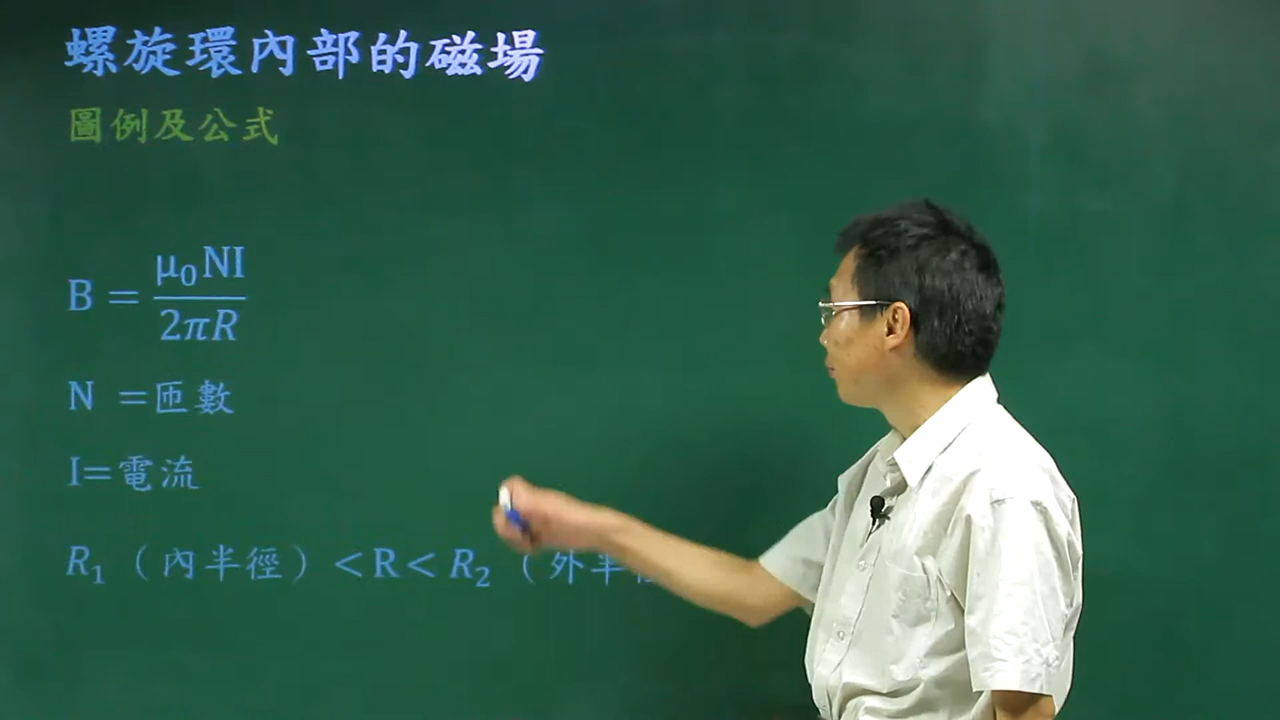 螺旋環內部的磁場
圖例及公式
B = μ₀NI / 2πR
N =匝數
I=電流
R₁（內半徑）<R<R₂（外半